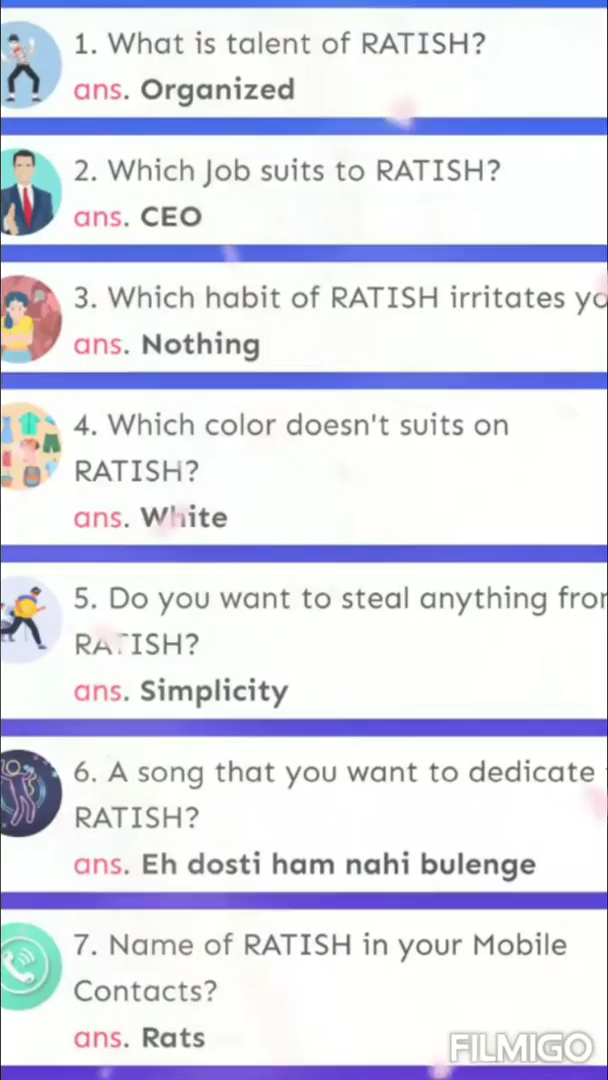 1. What is talent of RATISH?
ans. Organized
2. Which Job suits to RATISH?
ans. CEO
3. Which habit of RATISH irritates yo
ans. Nothing
4. Which color doesn't suits on
RATISH?
ans. White
5. Do you want to steal anything from
RATISH?
ans. Simplicity
6. A song that you want to dedicate
RATISH?
ans. Eh dosti ham nahi bulenge
7. Name of RATISH in your Mobile
Contacts?
ans. Rats
FILMIGO